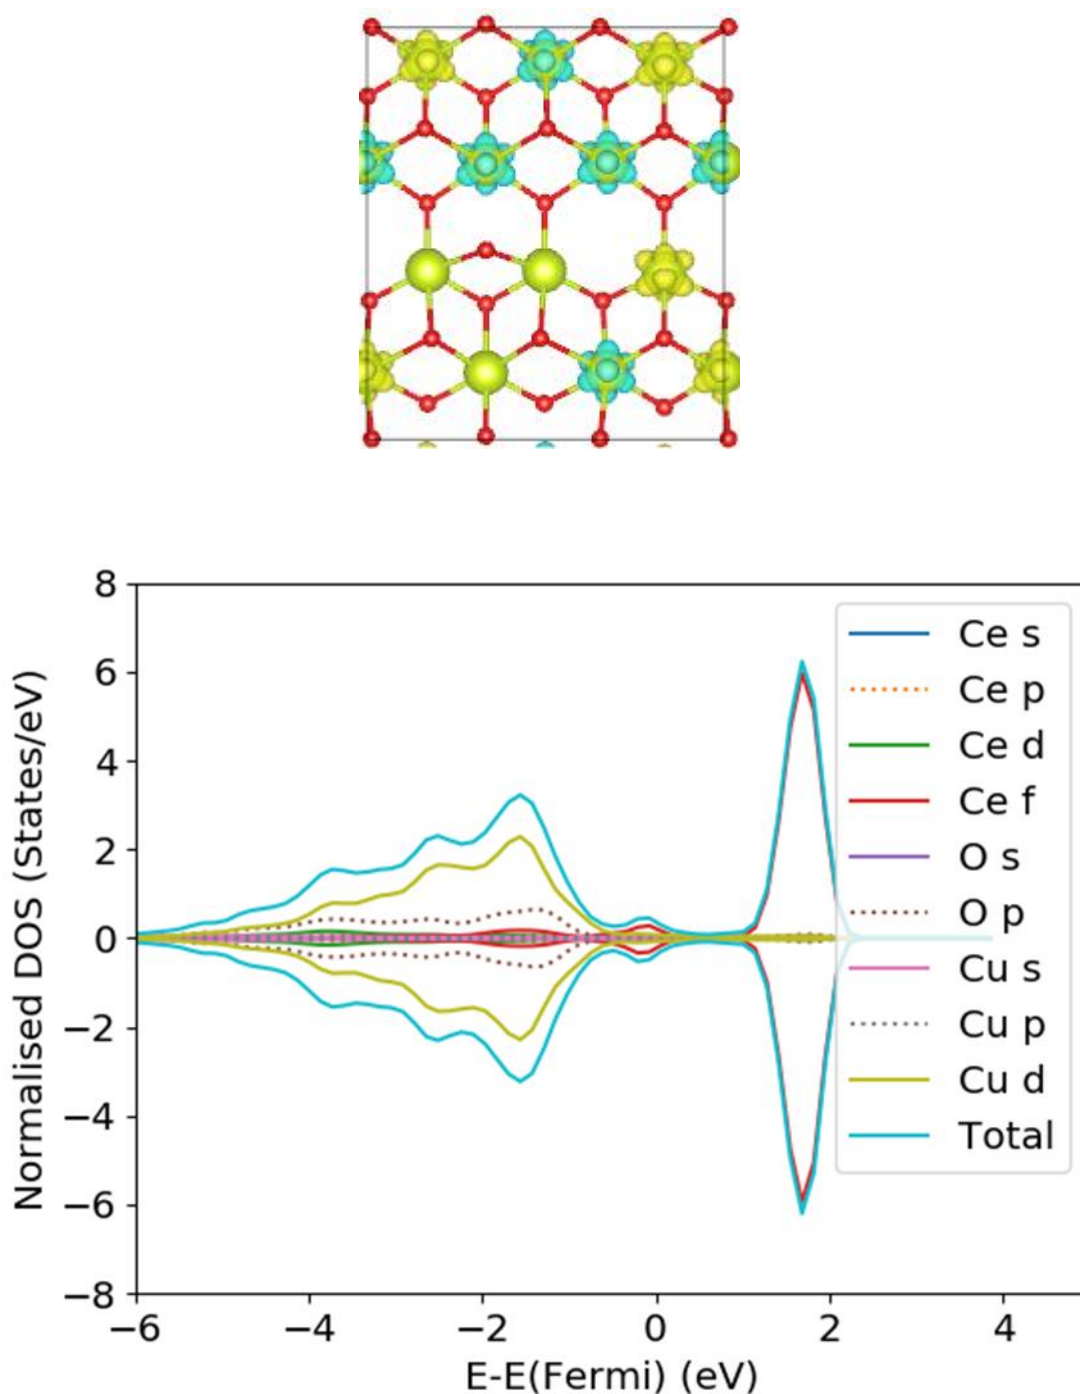 8
6
4
2
0
−2
−4
−6
−8
Normalised DOS (States/eV)
Ce s
Ce p
Ce d
Ce f
O s
O p
Cu s
Cu p
Cu d
Total
−6 −4 −2 0 2 4
E-E(Fermi) (eV)